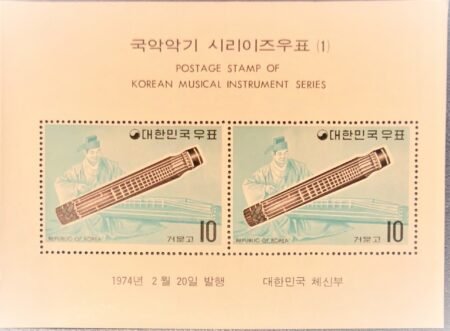 국악악기 시리이즈우표 (1)
POSTAGE STAMP OF
KOREAN MUSICAL INSTRUMENT SERIES
대한민국우표
REPUBLIC OF KOREA
거문고
10
대한민국우표
REPUBLIC OF KOREA
거문고
10
1974년 2월 20일 발행 대한민국 체신부